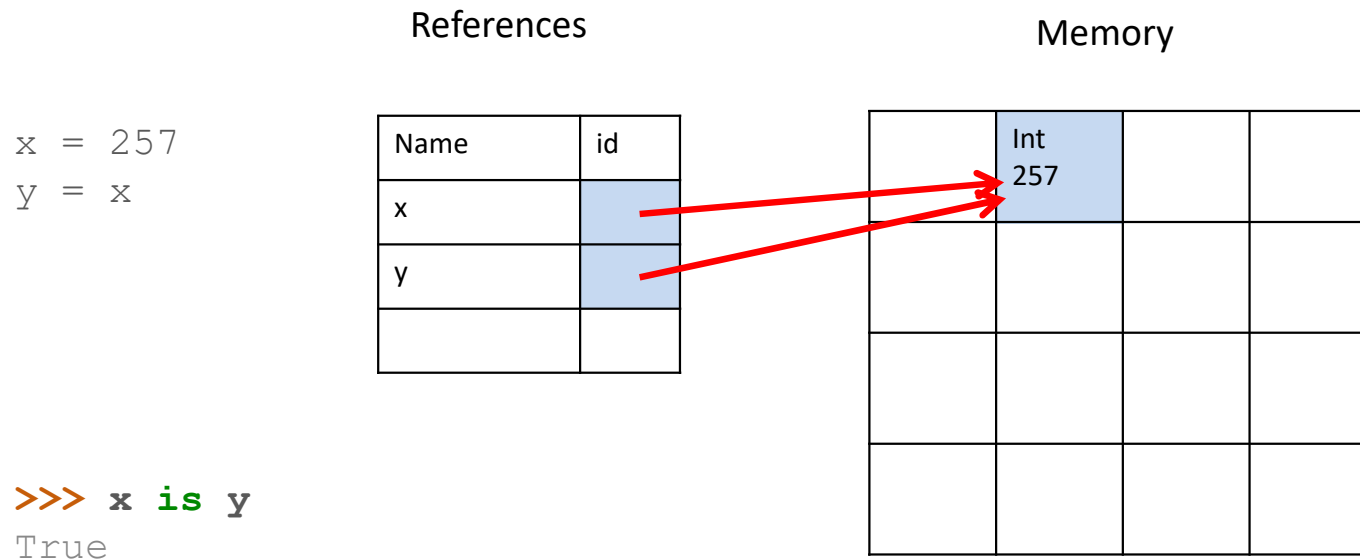 References
Memory
x = 257
y = x
Name id
x
y
Int
257
>>> x is y
True